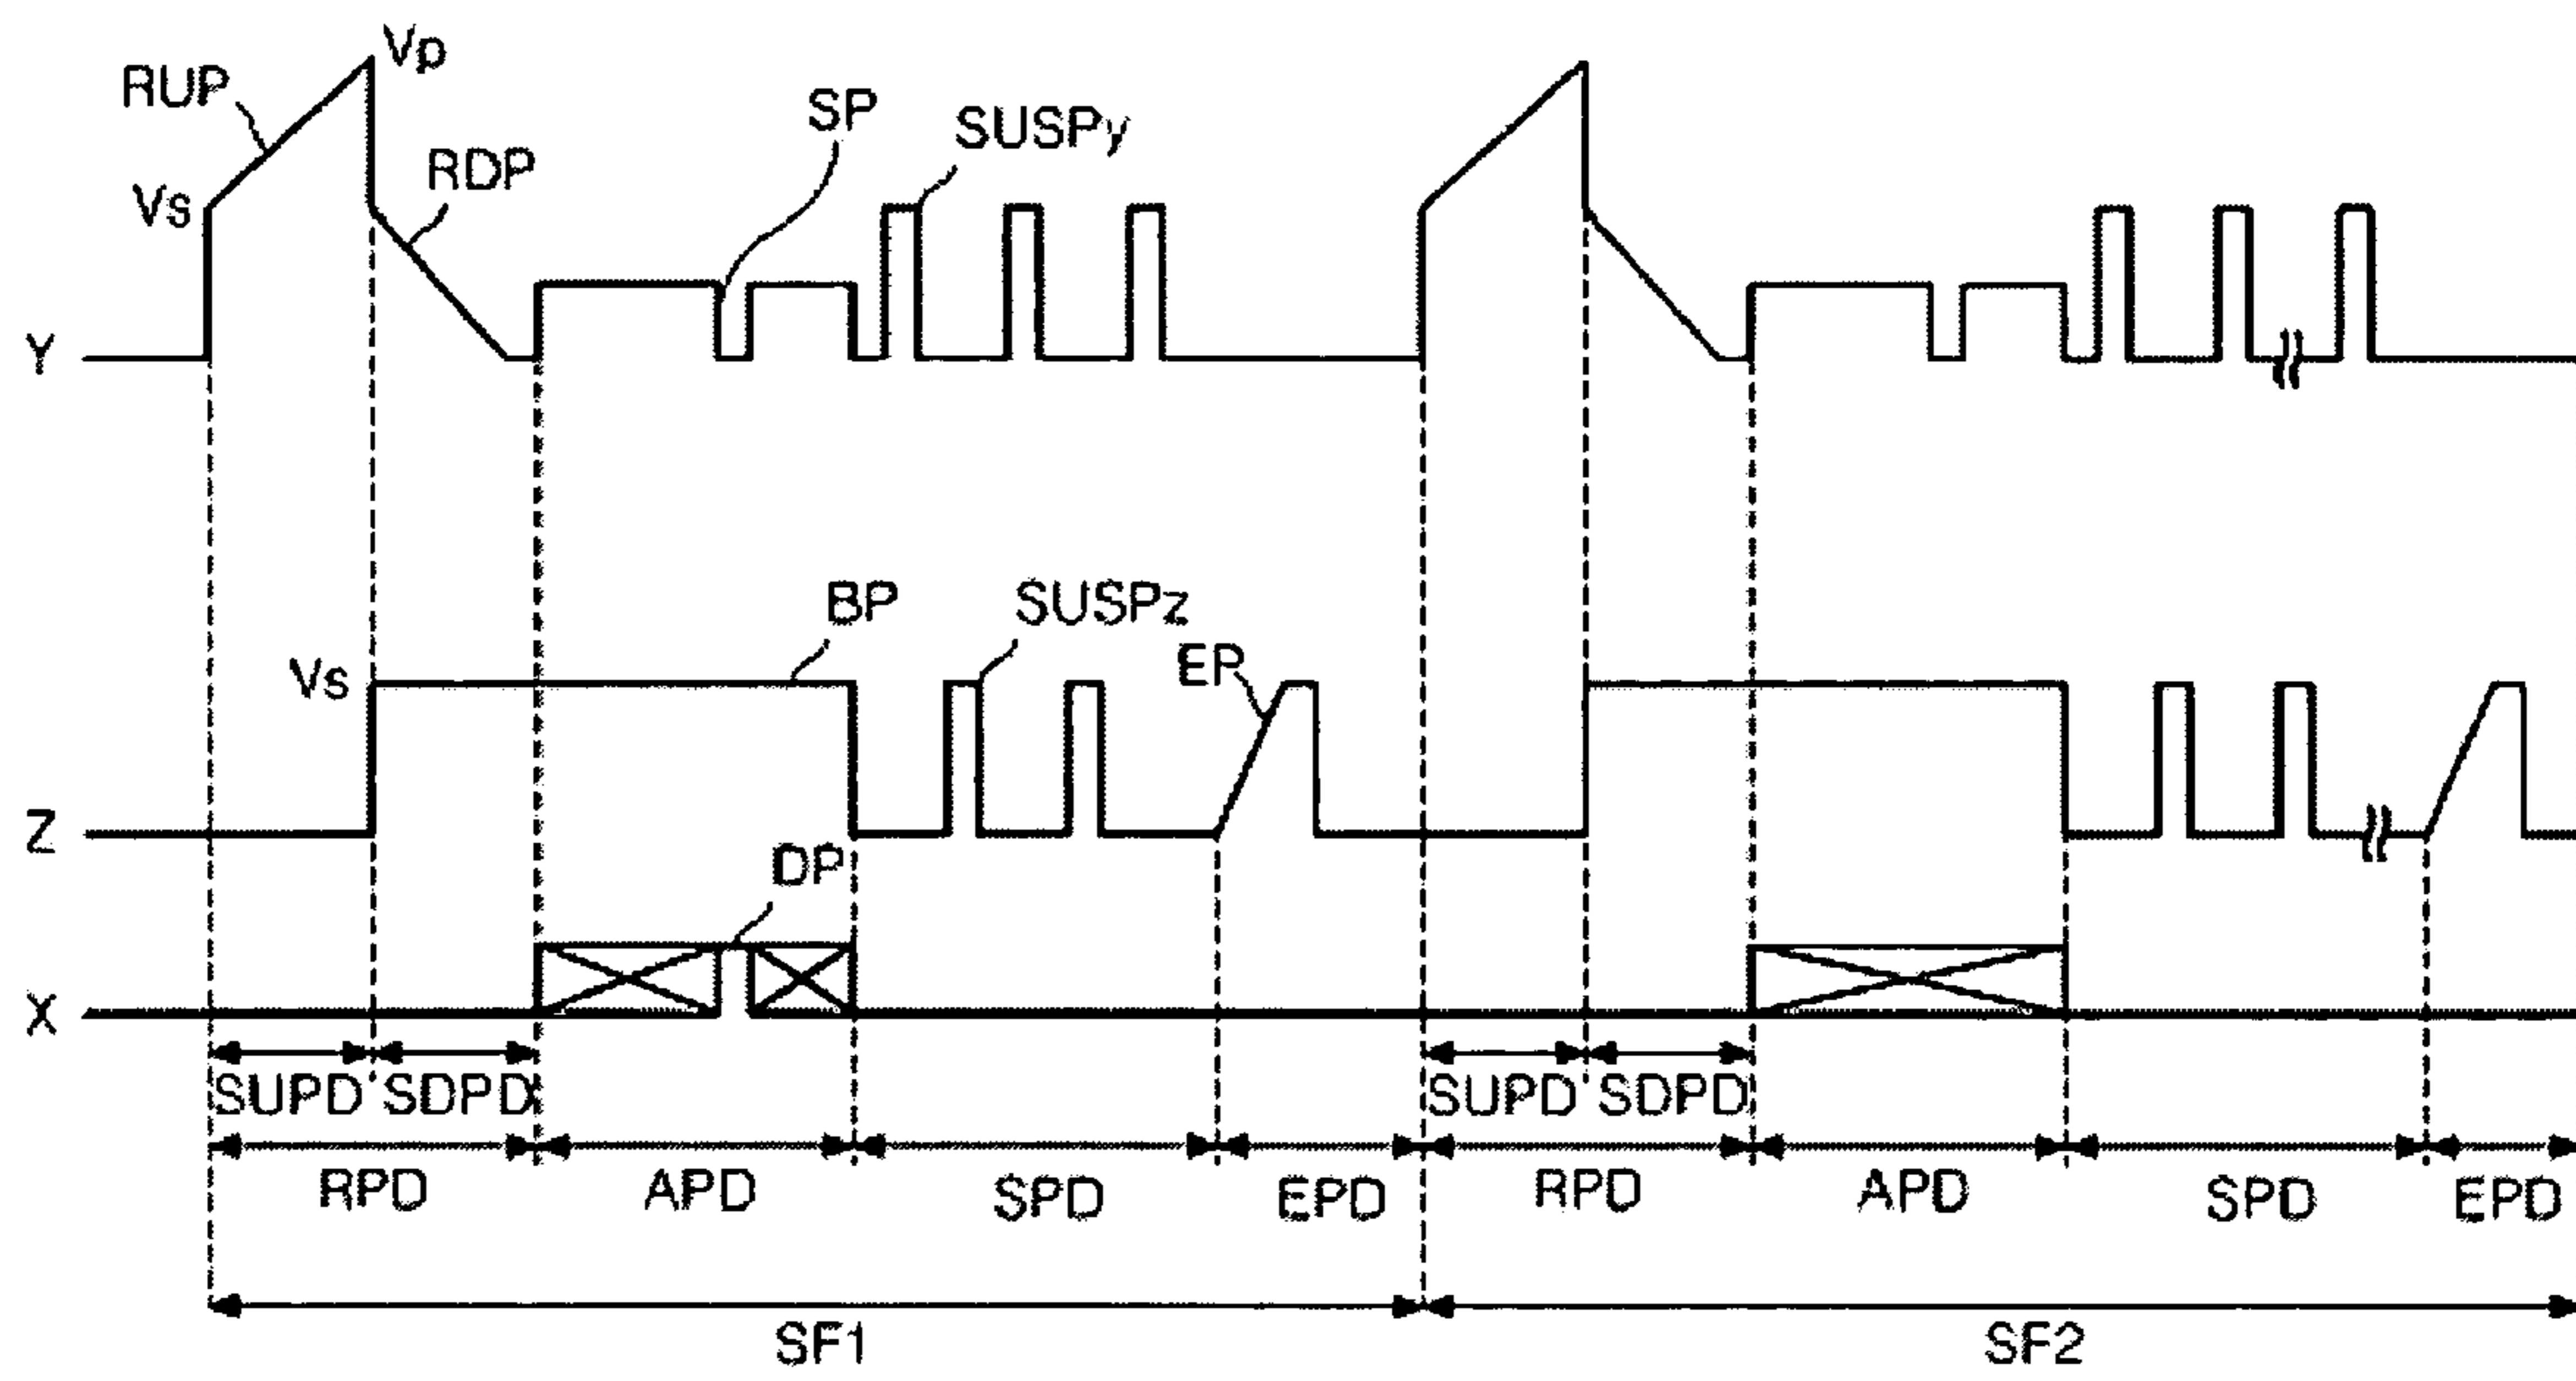 Vp
RUP
SP
SUSPy
RDP
Vs
Y
BP
SUSPz
EP
Vs
Z
DP
X
SUPD SDPD SUPD SDPD
RPD APD SPD EPD RPD APD SPD EPD
SF1 SF2